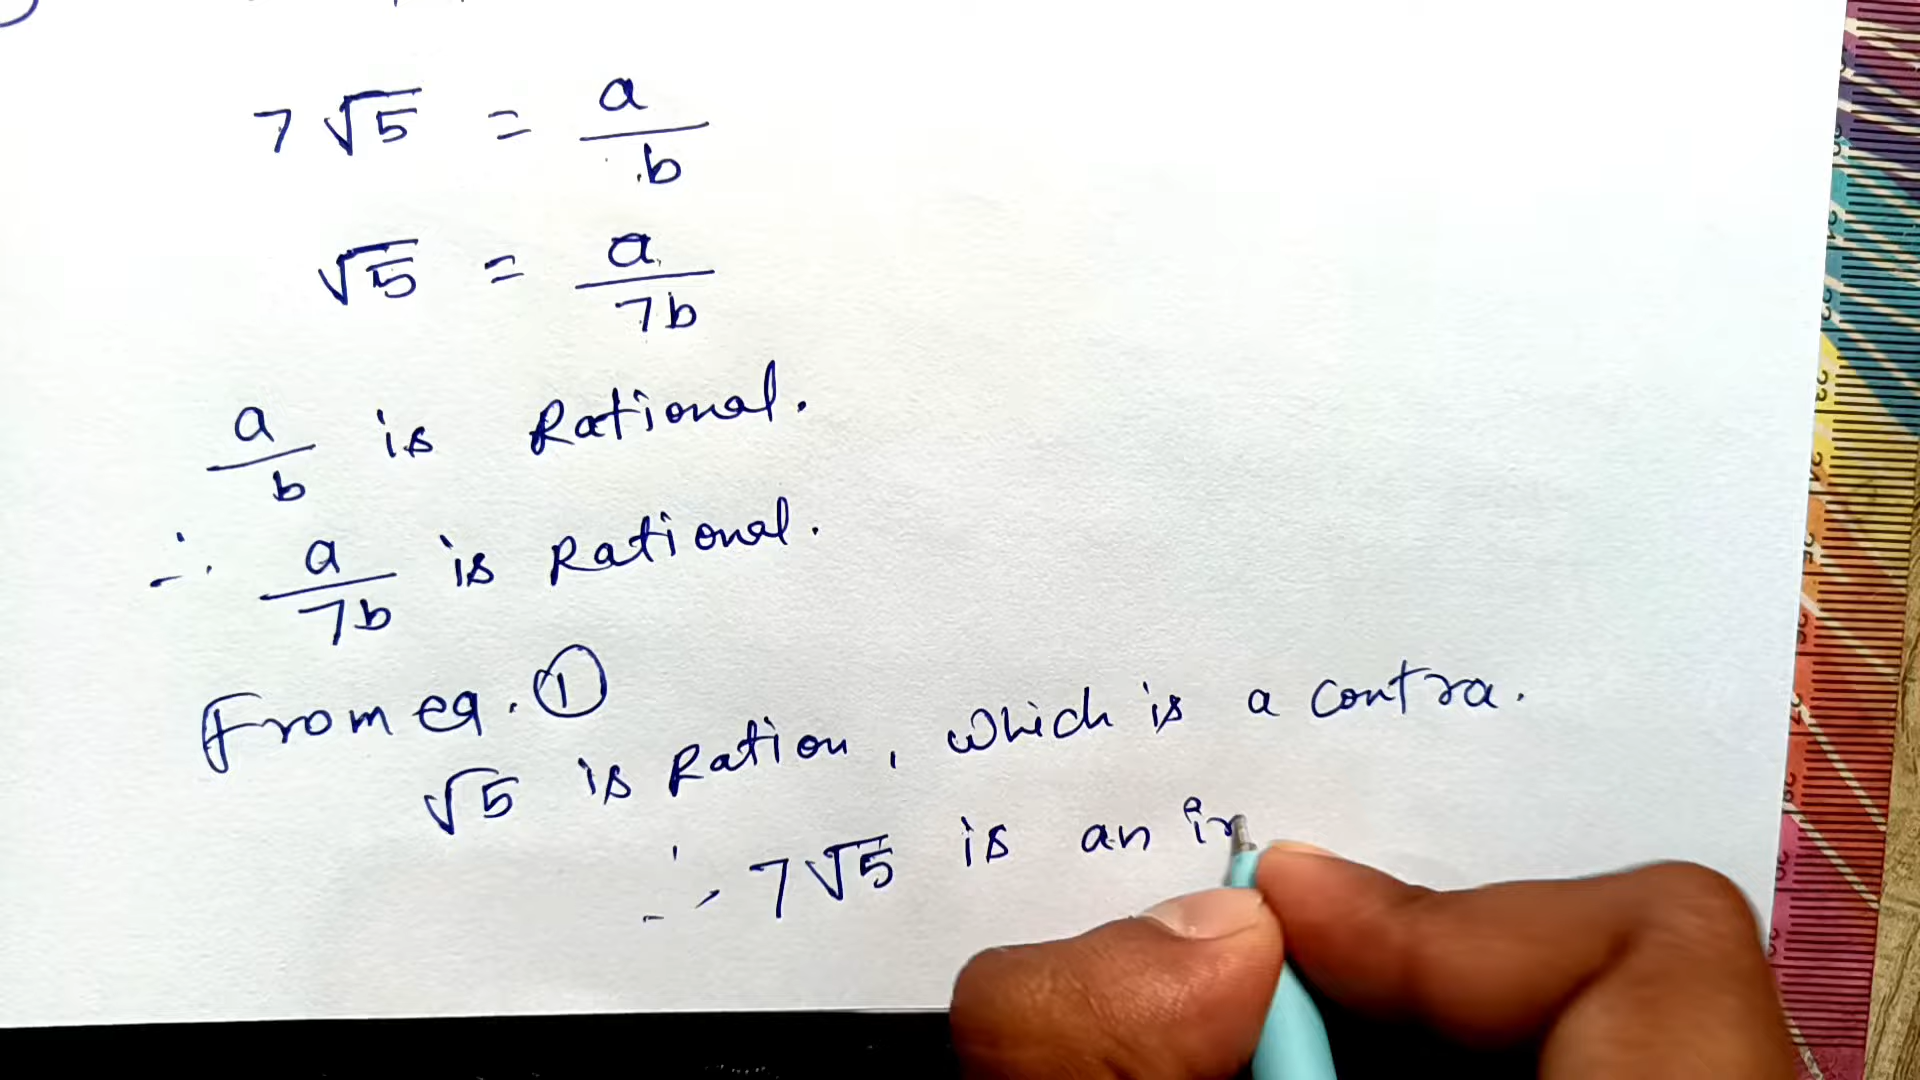 7 √5 = a/b
√5 = a/7b
a/b is Rational.
∴ a/7b is Rational.
From eq. ①
√5 is Ration, which is a contra.
∴ 7√5 is an ir